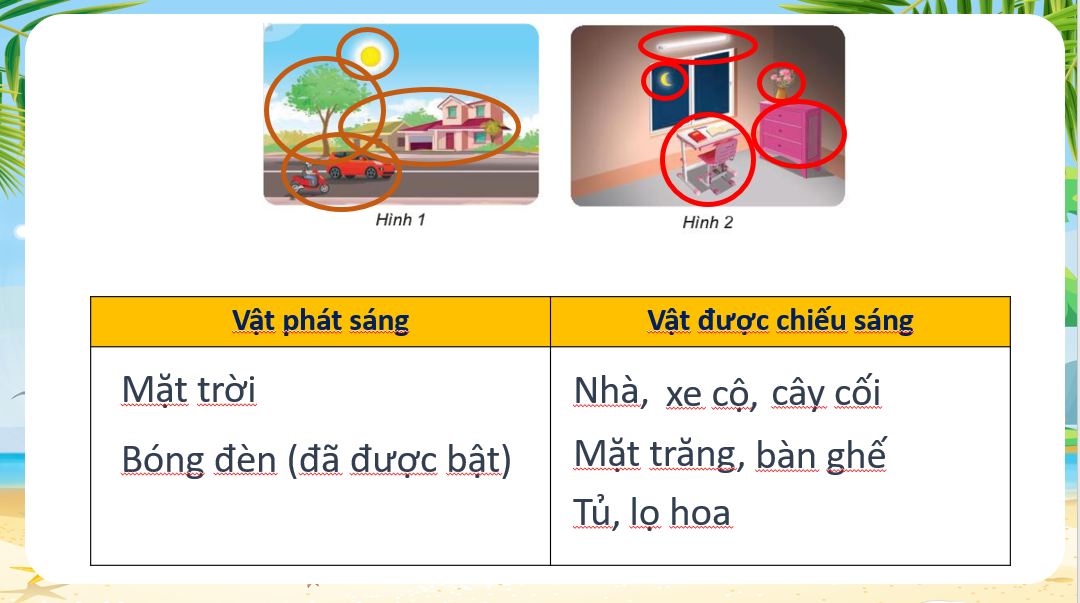 Hình 1
Hình 2
Vật phát sáng
Vật được chiếu sáng
Mặt trời
Nhà, xe cộ, cây cối
Bóng đèn (đã được bật)
Mặt trăng, bàn ghế
Tủ, lọ hoa